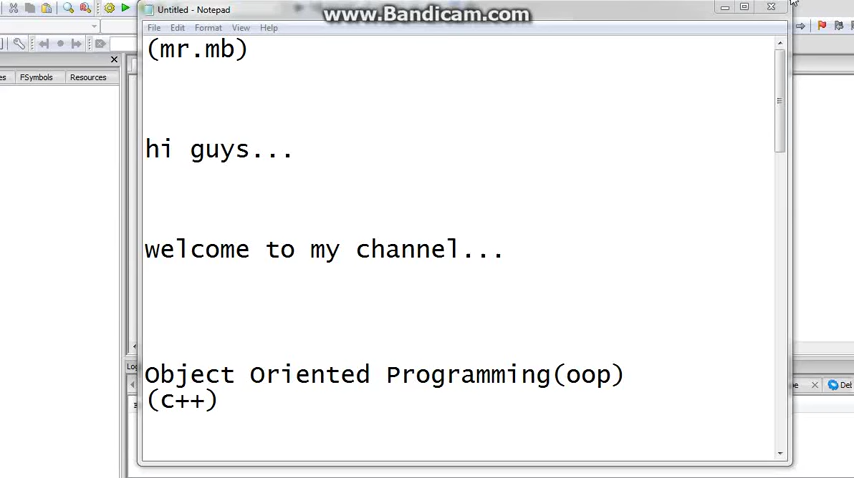 www.Bandicam.com
Untitled - Notepad
File Edit Format View Help
(mr.mb)
hi guys...
welcome to my channel...
Object Oriented Programming(oop)
(c++)
FSymbols Resources